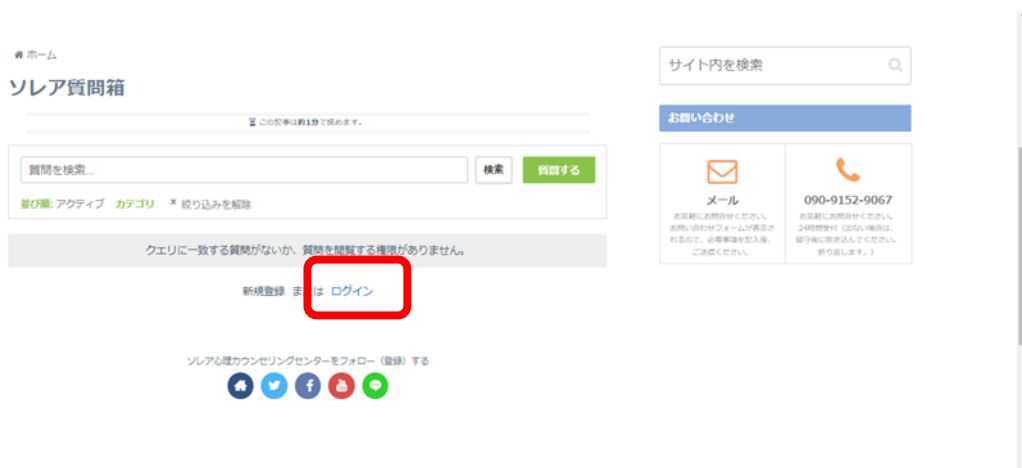 ホーム
ソレア質問箱
この記事は約1分で読めます。
質問を検索...
検索
質問する
並び順: アクティブ カテゴリ × 絞り込みを解除
クエリに一致する質問がないか、質問を閲覧する権限がありません。
新規登録 または ログイン
ソレア心理カウンセリングセンターをフォロー（登録）する
サイト内を検索
お問い合わせ
メール
お気軽にお問合せください。
お問い合わせフォームが表示さ
れるので、必要事項を記入後、
ご送信ください。
090-9152-9067
お気軽にお問合せください。
24時間受付（出ない場合は、
留守電に吹き込んでください。
折り返します。）